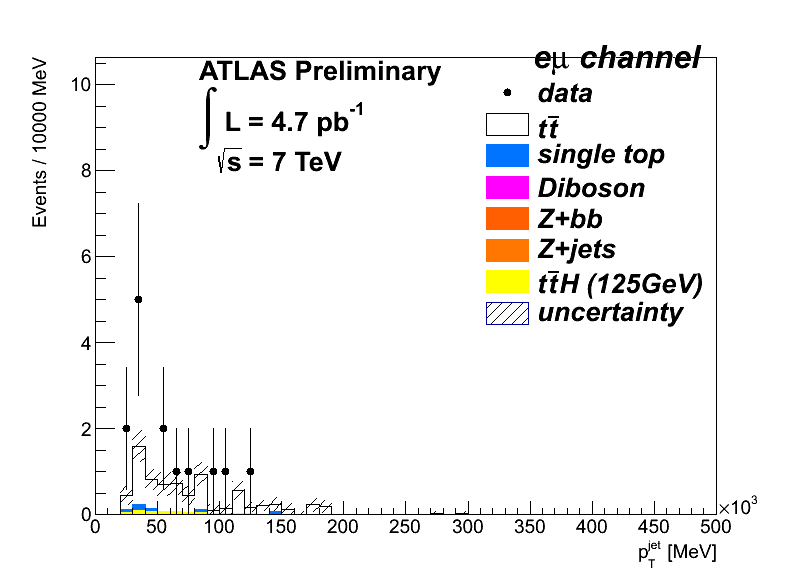 eμ channel
ATLAS Preliminary
∫ L = 4.7 pb⁻¹
√s = 7 TeV
data
tt̄
single top
Diboson
Z+bb
Z+jets
tt̄H (125GeV)
uncertainty
Events / 10000 MeV
10
8
6
4
2
0
0 50 100 150 200 250 300 350 400 450 500
×10³
p_T^jet [MeV]